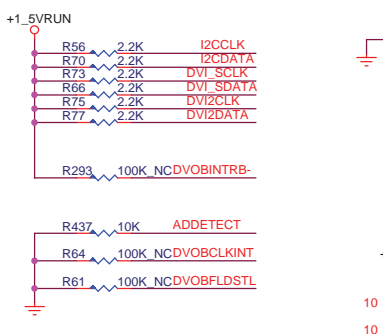 +1_5VRUN
R56 2.2K I2CCLK
R70 2.2K I2CDATA
R73 2.2K DVI_SCLK
R66 2.2K DVI_SDATA
R75 2.2K DVI2CLK
R77 2.2K DVI2DATA
R293 100K_NC DVOBINTRB-
R437 10K ADDETECT
R64 100K_NC DVOBCLKINT
R61 100K_NC DVOBFLDSTL
+
10
10